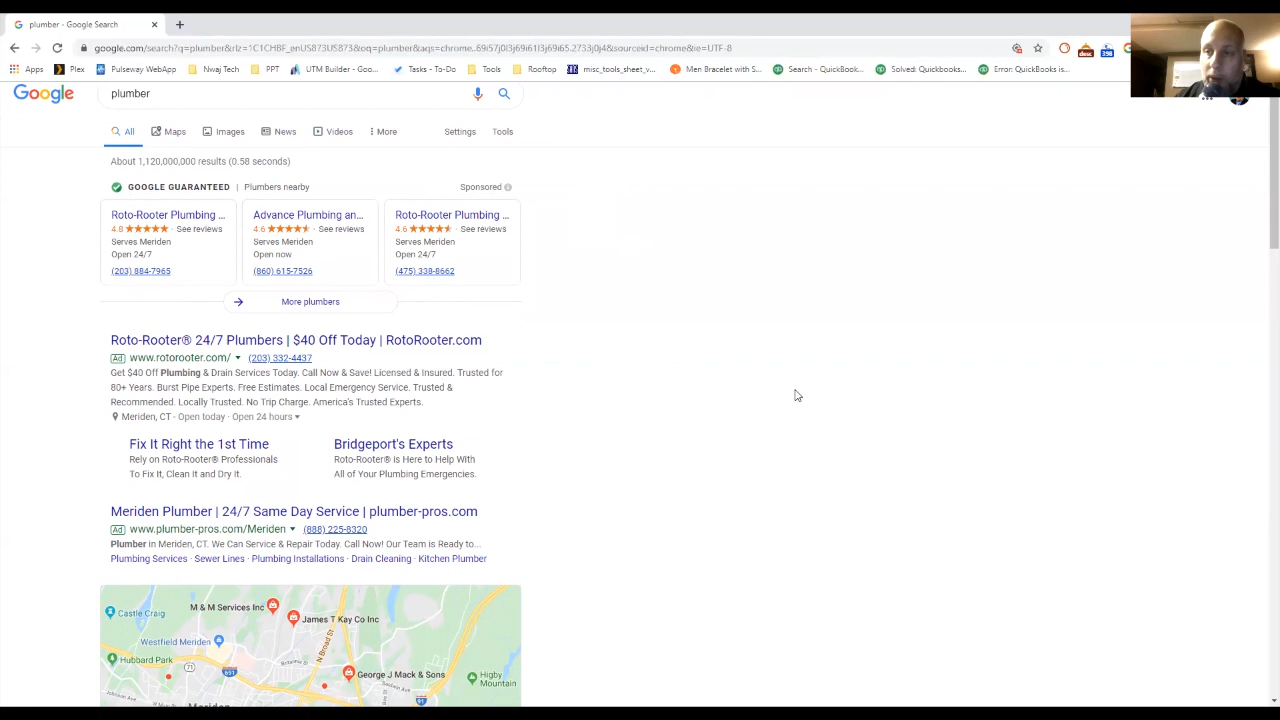 plumber - Google Search
google.com/search?q=plumber&rlz=1C1CHBF_enUS873US873&oq=plumber&aqs=chrome..69i57j0l3j69i61l3j69i65.2733j0j4&sourceid=chrome&ie=UTF-8
Apps Plex Pulseway WebApp Nwaj Tech PPT UTM Builder - Goo... Tasks - To-Do Tools Rooftop misc_tools_sheet_v... Men Bracelet with S... Search - QuickBook... Solved: Quickbooks... Error: QuickBooks is...
Google plumber
All Maps Images News Videos More Settings Tools
About 1,120,000,000 results (0.58 seconds)
GOOGLE GUARANTEED | Plumbers nearby Sponsored
Roto-Rooter Plumbing ...
4.8 ★★★★★ · See reviews
Serves Meriden
Open 24/7
(203) 884-7965
Advance Plumbing an...
4.6 · See reviews
Serves Meriden
Open now
(860) 615-7526
Roto-Rooter Plumbing ...
4.6 · See reviews
Serves Meriden
Open 24/7
(475) 338-8662
More plumbers
Roto-Rooter® 24/7 Plumbers | $40 Off Today | RotoRooter.com
Ad www.rotorooter.com/ (203) 332-4437
Get $40 Off Plumbing & Drain Services Today. Call Now & Save! Licensed & Insured. Trusted for
80+ Years. Burst Pipe Experts. Free Estimates. Local Emergency Service. Trusted &
Recommended. Locally Trusted. No Trip Charge. America's Trusted Experts.
Meriden, CT · Open today · Open 24 hours
Fix It Right the 1st Time
Rely on Roto-Rooter® Professionals
To Fix It, Clean It and Dry It.
Bridgeport's Experts
Roto-Rooter® is Here to Help With
All of Your Plumbing Emergencies.
Meriden Plumber | 24/7 Same Day Service | plumber-pros.com
Ad www.plumber-pros.com/Meriden (888) 225-8320
Plumber in Meriden, CT. We Can Service & Repair Today. Call Now! Our Team is Ready to...
Plumbing Services · Sewer Lines · Plumbing Installations · Drain Cleaning · Kitchen Plumber
M & M Services Inc
Castle Craig
James T Kay Co Inc
Westfield Meriden
Hubbard Park
71
691
N Broad St
George J Mack & Sons
Higby
Mountain
Johnson Ave
91
Meriden